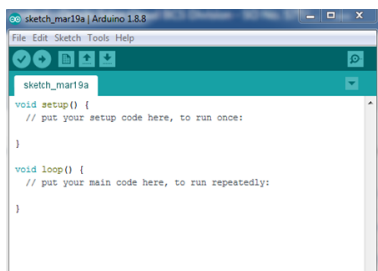 sketch_mar19a | Arduino 1.8.8
File Edit Sketch Tools Help
sketch_mar19a
void setup() {
  // put your setup code here, to run once:
}
void loop() {
  // put your main code here, to run repeatedly:
}